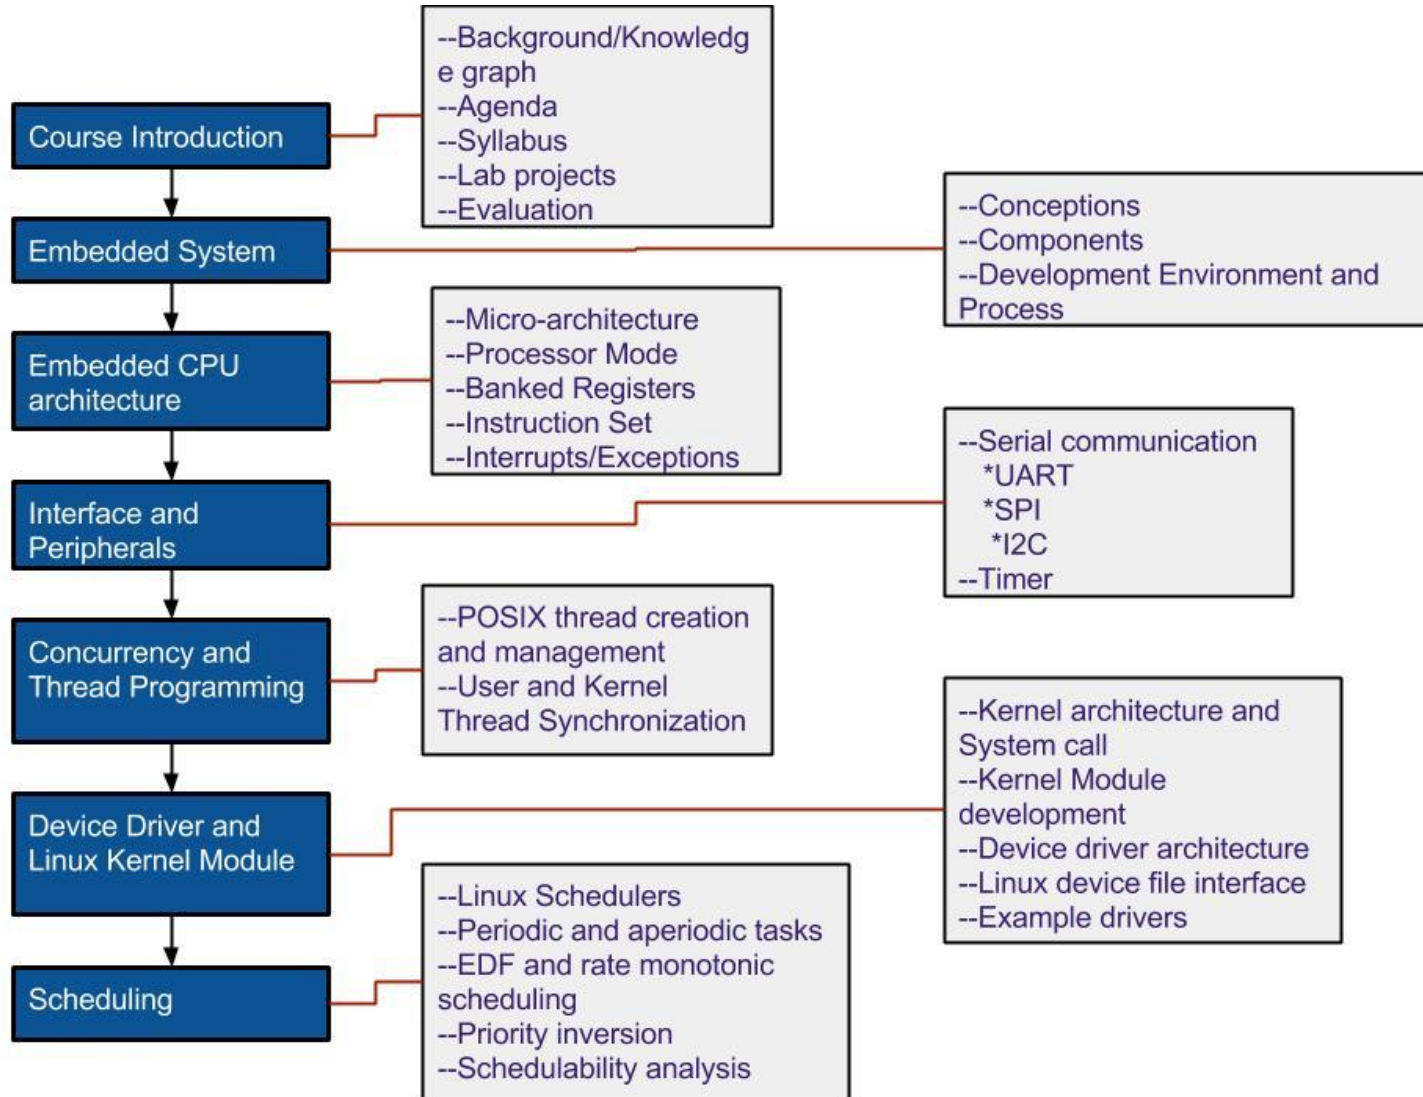 Course Introduction
--Background/Knowledg
e graph
--Agenda
--Syllabus
--Lab projects
--Evaluation
Embedded System
--Conceptions
--Components
--Development Environment and
Process
Embedded CPU
architecture
--Micro-architecture
--Processor Mode
--Banked Registers
--Instruction Set
--Interrupts/Exceptions
Interface and
Peripherals
--Serial communication
*UART
*SPI
*I2C
--Timer
Concurrency and
Thread Programming
--POSIX thread creation
and management
--User and Kernel
Thread Synchronization
Device Driver and
Linux Kernel Module
--Kernel architecture and
System call
--Kernel Module
development
--Device driver architecture
--Linux device file interface
--Example drivers
Scheduling
--Linux Schedulers
--Periodic and aperiodic tasks
--EDF and rate monotonic
scheduling
--Priority inversion
--Schedulability analysis